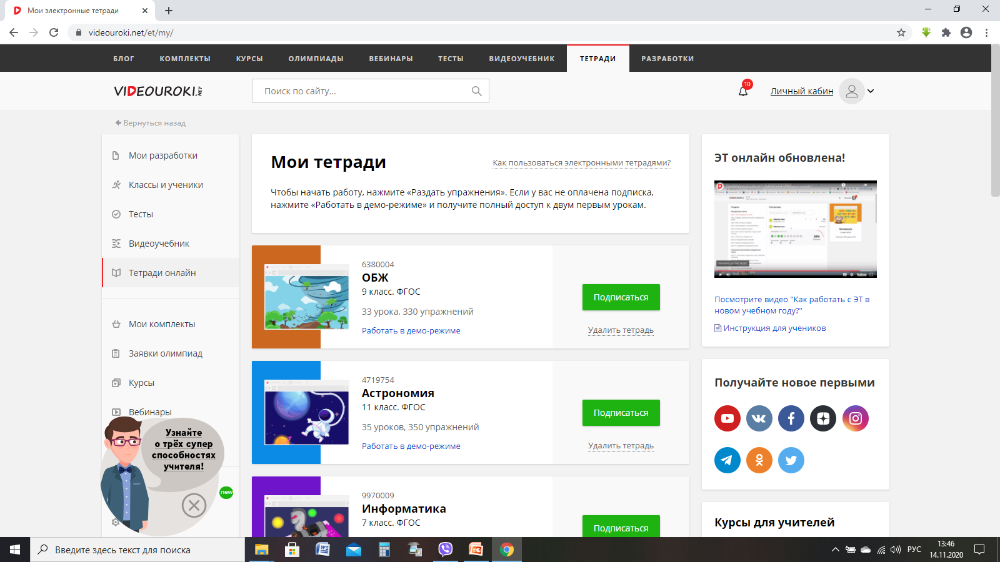 Мои электронные тетради
videouroki.net/et/my/
БЛОГ КОМПЛЕКТЫ КУРСЫ ОЛИМПИАДЫ ВЕБИНАРЫ ТЕСТЫ ВИДЕОУЧЕБНИК ТЕТРАДИ РАЗРАБОТКИ
VIDEOUROKI.NET
Поиск по сайту...
10
Личный кабин
Вернуться назад
Мои разработки
Классы и ученики
Тесты
Видеоучебник
Тетради онлайн
Мои комплекты
Заявки олимпиад
Курсы
Вебинары
Узнайте
о трёх супер
способностях
учителя!
new
Мои тетради
Как пользоваться электронными тетрадями?
Чтобы начать работу, нажмите «Раздать упражнения». Если у вас не оплачена подписка,
нажмите «Работать в демо-режиме» и получите полный доступ к двум первым урокам.
6380004
ОБЖ
9 класс. ФГОС
33 урока, 330 упражнений
Работать в демо-режиме
Подписаться
Удалить тетрадь
4719754
Астрономия
11 класс. ФГОС
35 уроков, 350 упражнений
Работать в демо-режиме
Подписаться
Удалить тетрадь
9970009
Информатика
7 класс. ФГОС
Подписаться
ЭТ онлайн обновлена!
Посмотрите видео "Как работать с ЭТ в
новом учебном году?"
Инструкция для учеников
Получайте новое первыми
Курсы для учителей
Введите здесь текст для поиска
РУС
13:46
14.11.2020